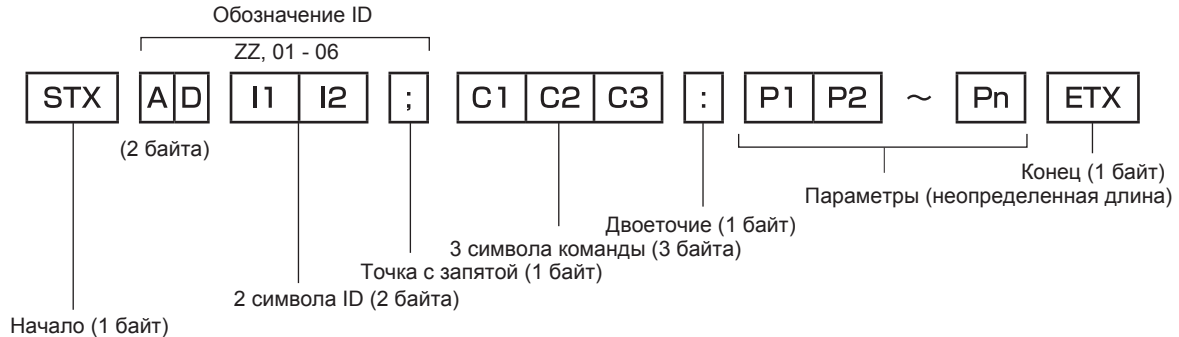 Обозначение ID
ZZ, 01 - 06
STX A D I1 I2 ; C1 C2 C3 : P1 P2 ~ Pn ETX
(2 байта)
Конец (1 байт)
Параметры (неопределенная длина)
Двоеточие (1 байт)
3 символа команды (3 байта)
Точка с запятой (1 байт)
2 символа ID (2 байта)
Начало (1 байт)